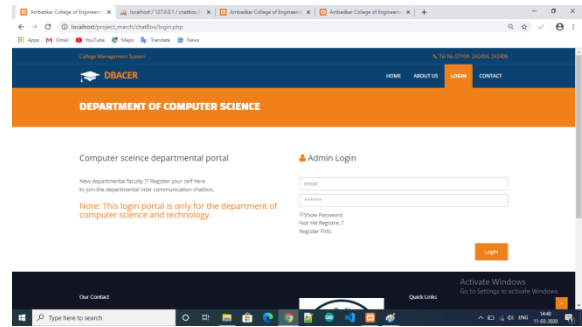 Ambedkar College of Engineerin
localhost / 127.0.0.1 / chatbox / 
Ambedkar College of Engineerin
Ambedkar College of Engineerin
localhost/project_march/chatBox/login.php
Apps Gmail YouTube Maps Translate News
College Management System
Tel No.07104- 242404, 242406
DBACER
HOME ABOUT US LOGIN CONTACT
DEPARTMENT OF COMPUTER SCIENCE
Computer sceince departmental portal
New departmental faculty ?? Register your self here
to join the departmental inter communication chatbox.
Note: This login portal is only for the department of
computer science and technology.
Admin Login
email
******
Show Password
Not Yet Registre..?
Register Firts
Login
Activate Windows
Go to Settings to activate Windows.
Our Contact
Quick Links
Type here to search
ENG
14:40
11-03-2020